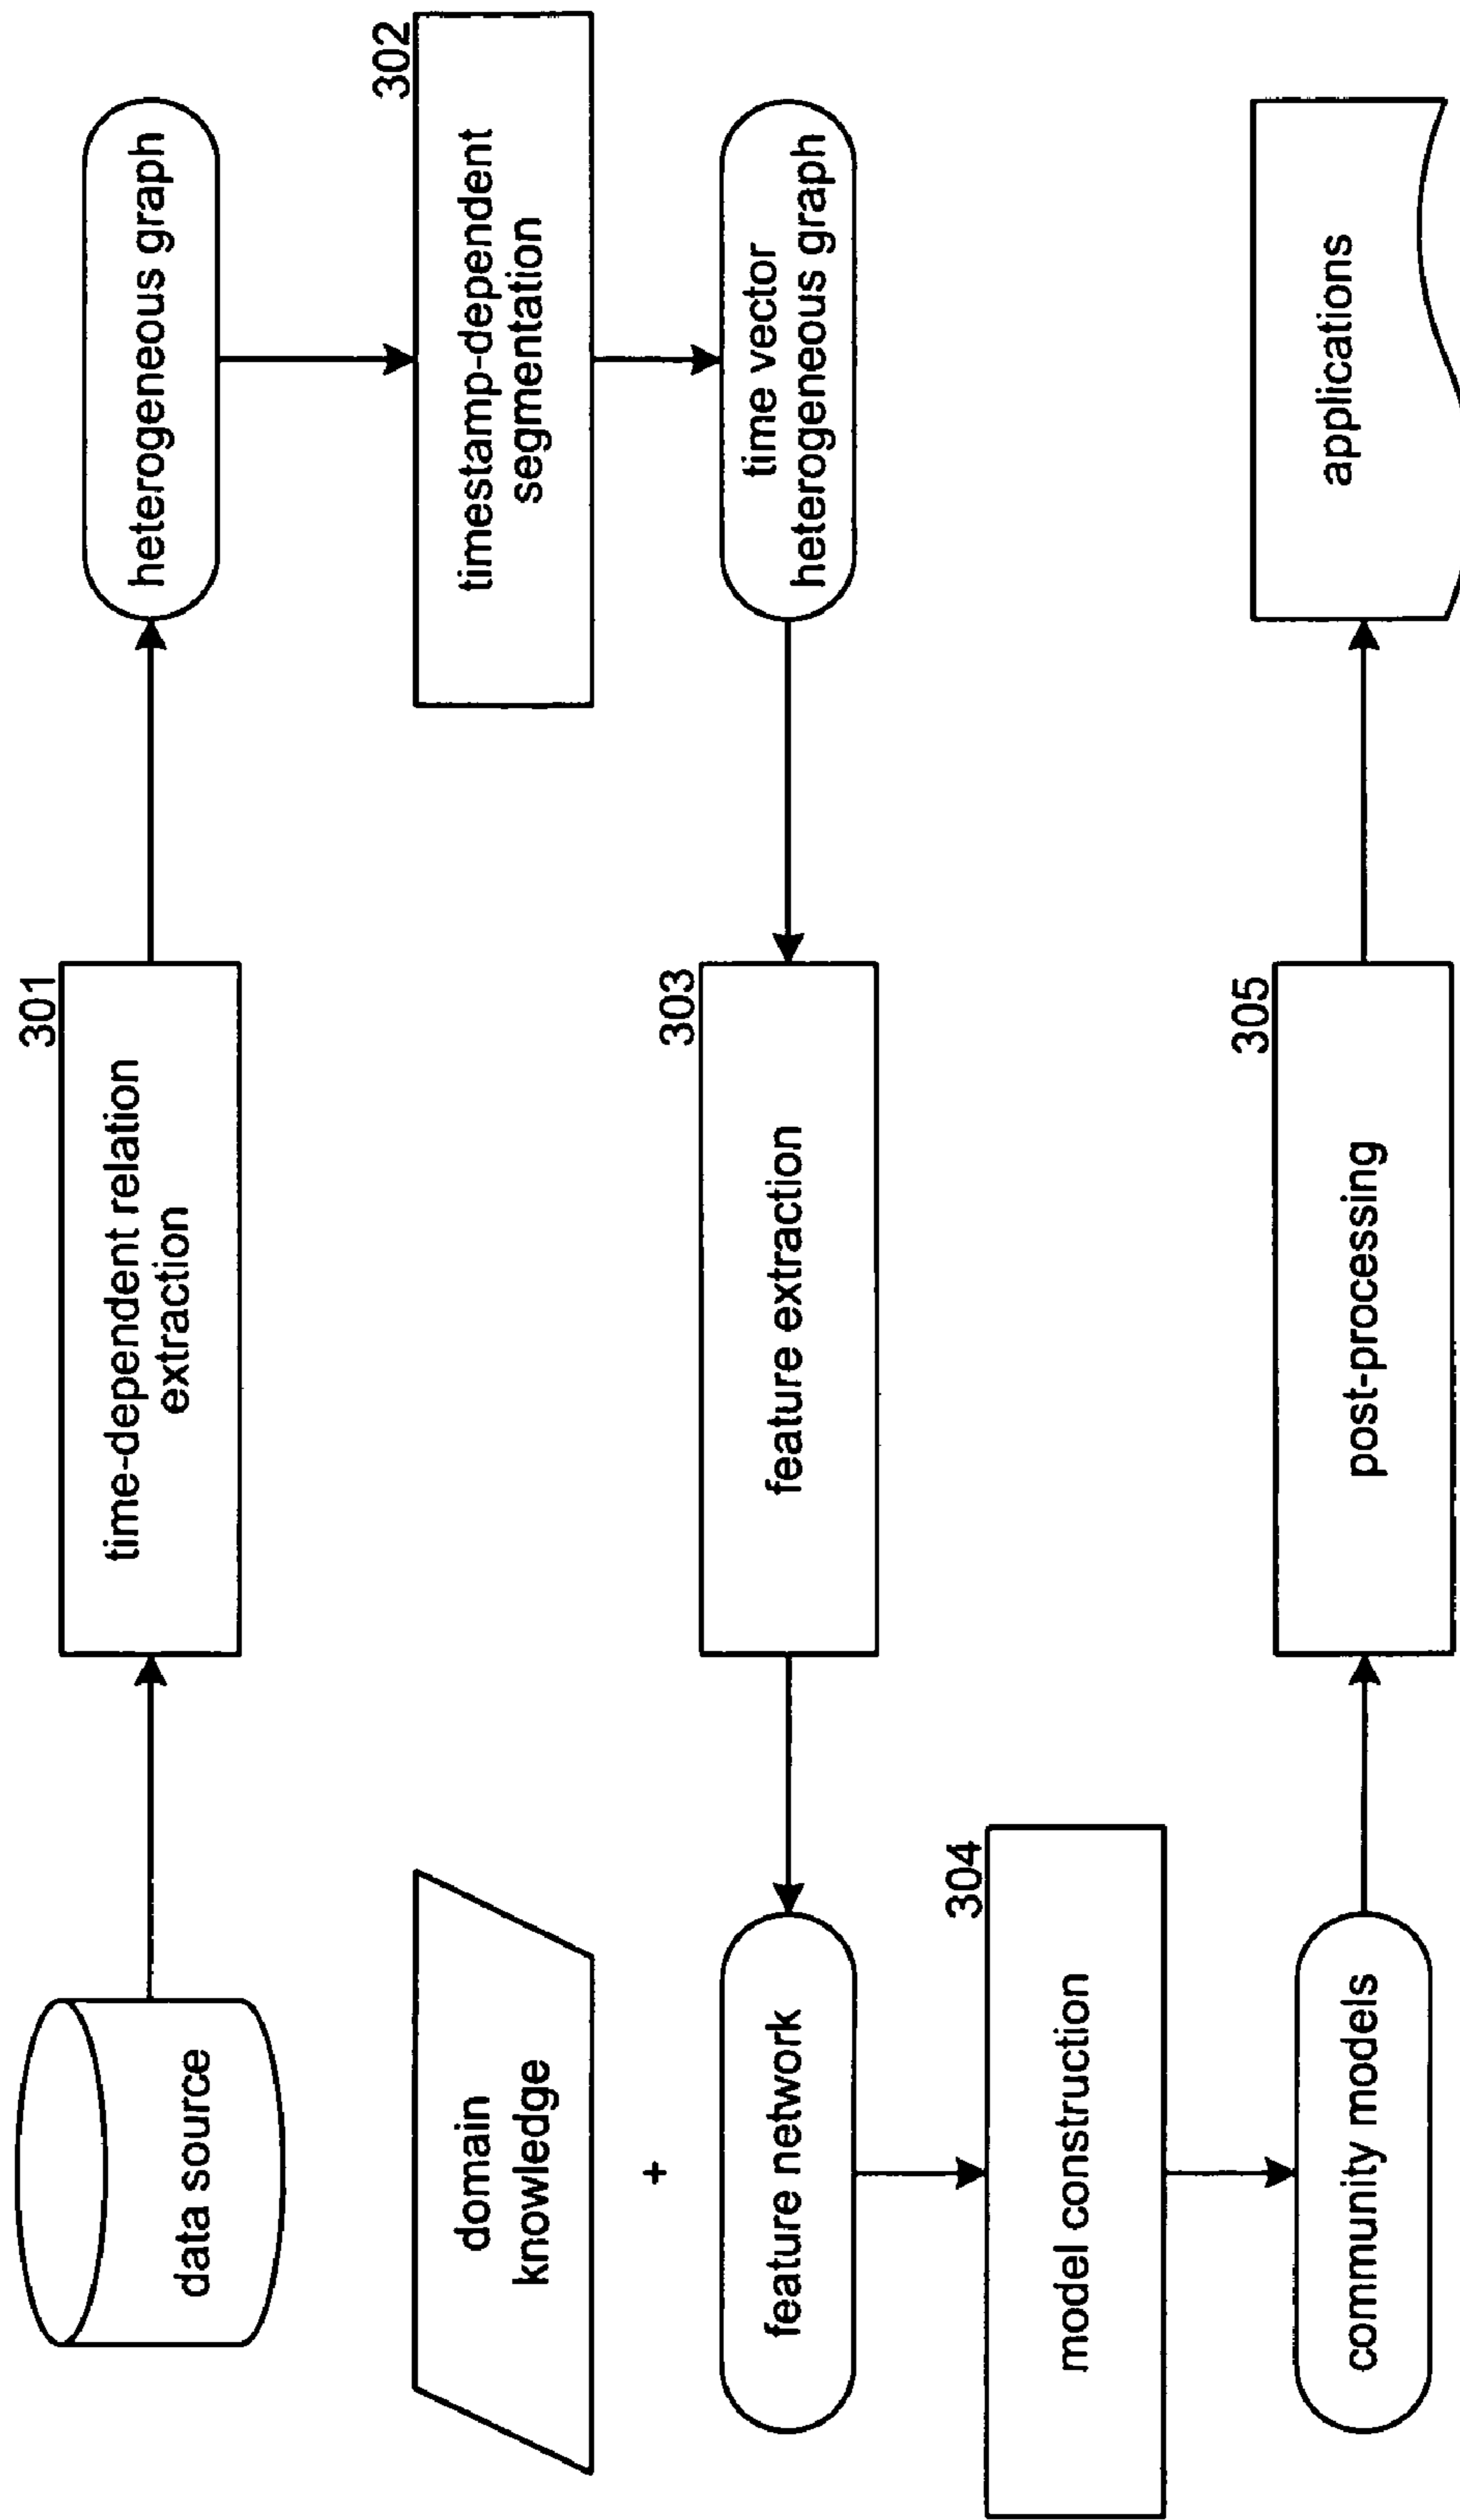 data source
301
time-dependent relation
extraction
heterogeneous graph
302
timestamp-dependent
segmentation
time vector
heterogeneous graph
303
feature extraction
domain
knowledge
+
feature network
304
model construction
community models
305
post-processing
applications